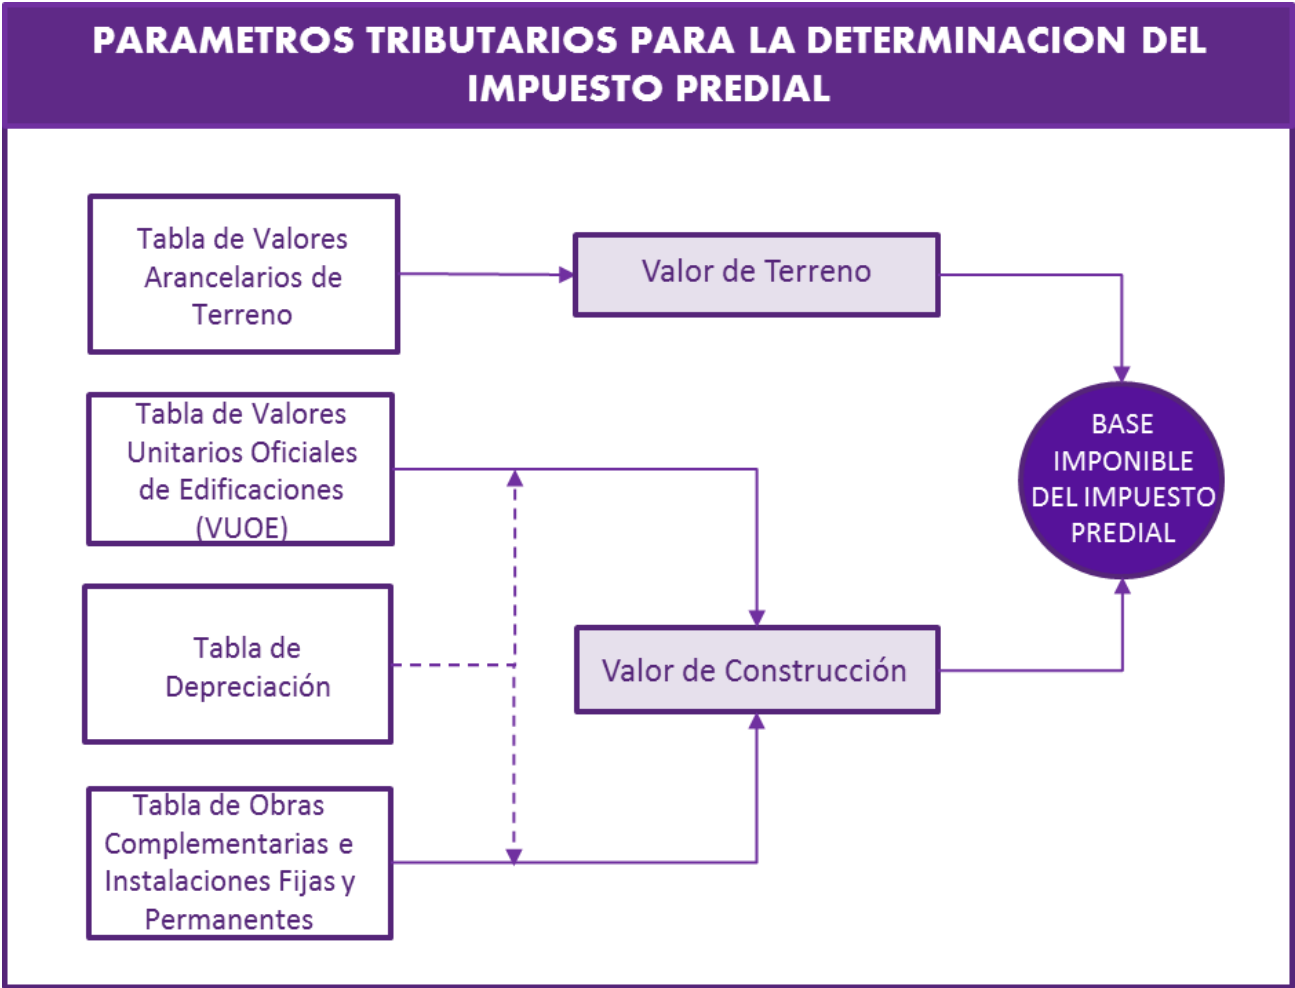 PARAMETROS TRIBUTARIOS PARA LA DETERMINACION DEL
IMPUESTO PREDIAL
Tabla de Valores
Arancelarios de
Terreno
Valor de Terreno
Tabla de Valores
Unitarios Oficiales
de Edificaciones
(VUOE)
BASE
IMPONIBLE
DEL IMPUESTO
PREDIAL
Tabla de
Depreciación
Valor de Construcción
Tabla de Obras
Complementarias e
Instalaciones Fijas y
Permanentes